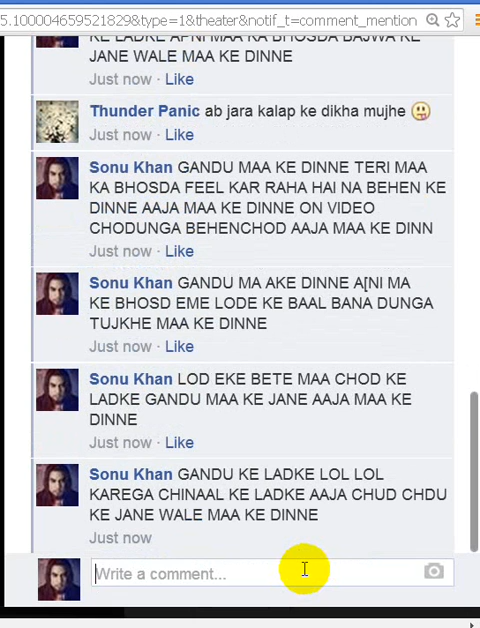 5.100004659521829&type=1&theater&notif_t=comment_mention
KE LADKE APNI MAA KA BHOSDA BAJWA KE
JANE WALE MAA KE DINNE
Just now · Like
Thunder Panic ab jara kalap ke dikha mujhe
Just now · Like
Sonu Khan GANDU MAA KE DINNE TERI MAA
KA BHOSDA FEEL KAR RAHA HAI NA BEHEN KE
DINNE AAJA MAA KE DINNE ON VIDEO
CHODUNGA BEHENCHOD AAJA MAA KE DINN
Just now · Like
Sonu Khan GANDU MA AKE DINNE A[NI MA
KE BHOSD EME LODE KE BAAL BANA DUNGA
TUJKHE MAA KE DINNE
Just now · Like
Sonu Khan LOD EKE BETE MAA CHOD KE
LADKE GANDU MAA KE JANE AAJA MAA KE
DINNE
Just now · Like
Sonu Khan GANDU KE LADKE LOL LOL
KAREGA CHINAAL KE LADKE AAJA CHUD CHDU
KE JANE WALE MAA KE DINNE
Just now
Write a comment...